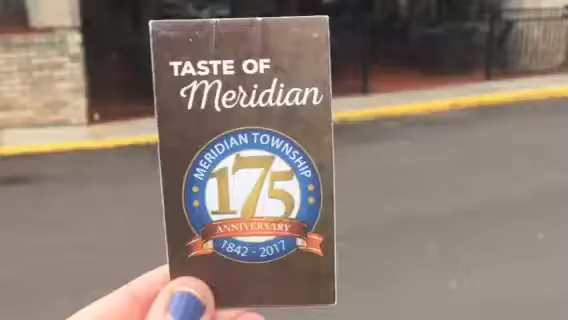 TASTE OF
Meridian
MERIDIAN TOWNSHIP
175
ANNIVERSARY
1842 - 2017